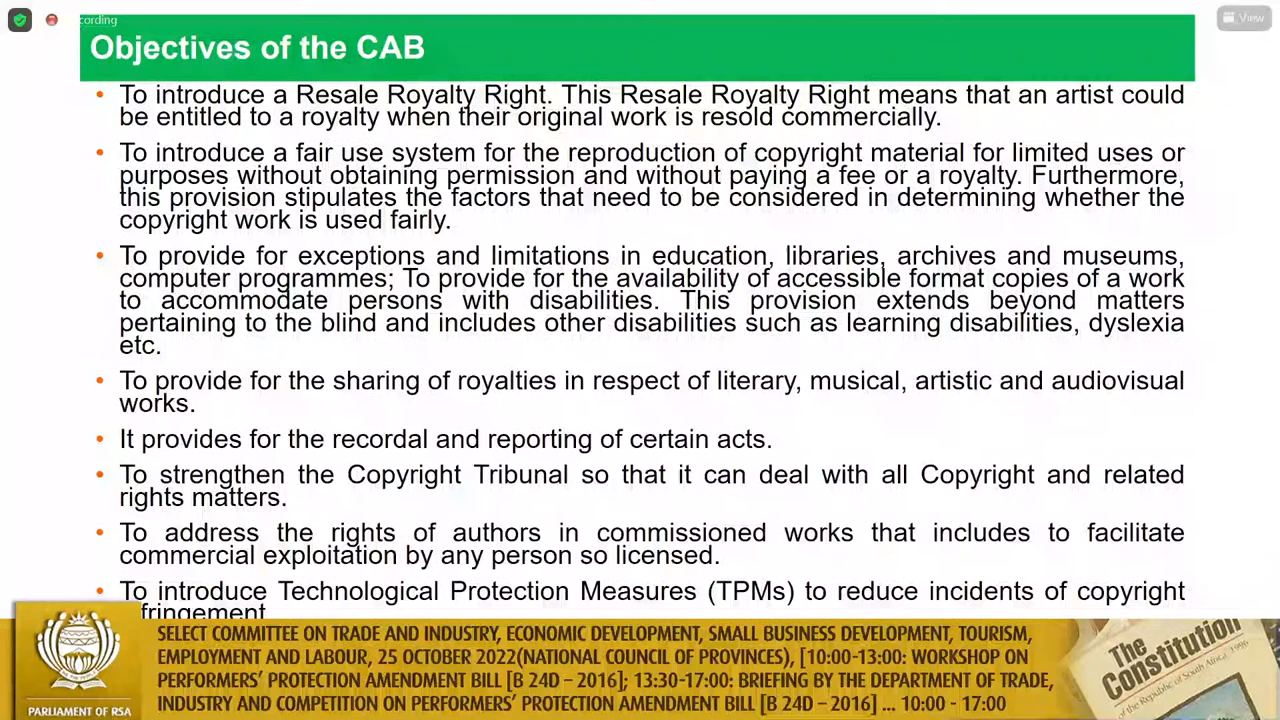 cording
View
Objectives of the CAB
• To introduce a Resale Royalty Right. This Resale Royalty Right means that an artist could
be entitled to a royalty when their original work is resold commercially.
• To introduce a fair use system for the reproduction of copyright material for limited uses or
purposes without obtaining permission and without paying a fee or a royalty. Furthermore,
this provision stipulates the factors that need to be considered in determining whether the
copyright work is used fairly.
• To provide for exceptions and limitations in education, libraries, archives and museums,
computer programmes; To provide for the availability of accessible format copies of a work
to accommodate persons with disabilities. This provision extends beyond matters
pertaining to the blind and includes other disabilities such as learning disabilities, dyslexia
etc.
• To provide for the sharing of royalties in respect of literary, musical, artistic and audiovisual
works.
• It provides for the recordal and reporting of certain acts.
• To strengthen the Copyright Tribunal so that it can deal with all Copyright and related
rights matters.
• To address the rights of authors in commissioned works that includes to facilitate
commercial exploitation by any person so licensed.
• To introduce Technological Protection Measures (TPMs) to reduce incidents of copyright
fringement
SELECT COMMITTEE ON TRADE AND INDUSTRY, ECONOMIC DEVELOPMENT, SMALL BUSINESS DEVELOPMENT, TOURISM,
EMPLOYMENT AND LABOUR, 25 OCTOBER 2022(NATIONAL COUNCIL OF PROVINCES), [10:00-13:00: WORKSHOP ON
PERFORMERS' PROTECTION AMENDMENT BILL [B 24D – 2016]; 13:30-17:00: BRIEFING BY THE DEPARTMENT OF TRADE,
INDUSTRY AND COMPETITION ON PERFORMERS' PROTECTION AMENDMENT BILL [B 24D – 2016] ... 10:00 - 17:00
PARLIAMENT OF RSA
The
Constitution
of the Republic of South Africa, 1996